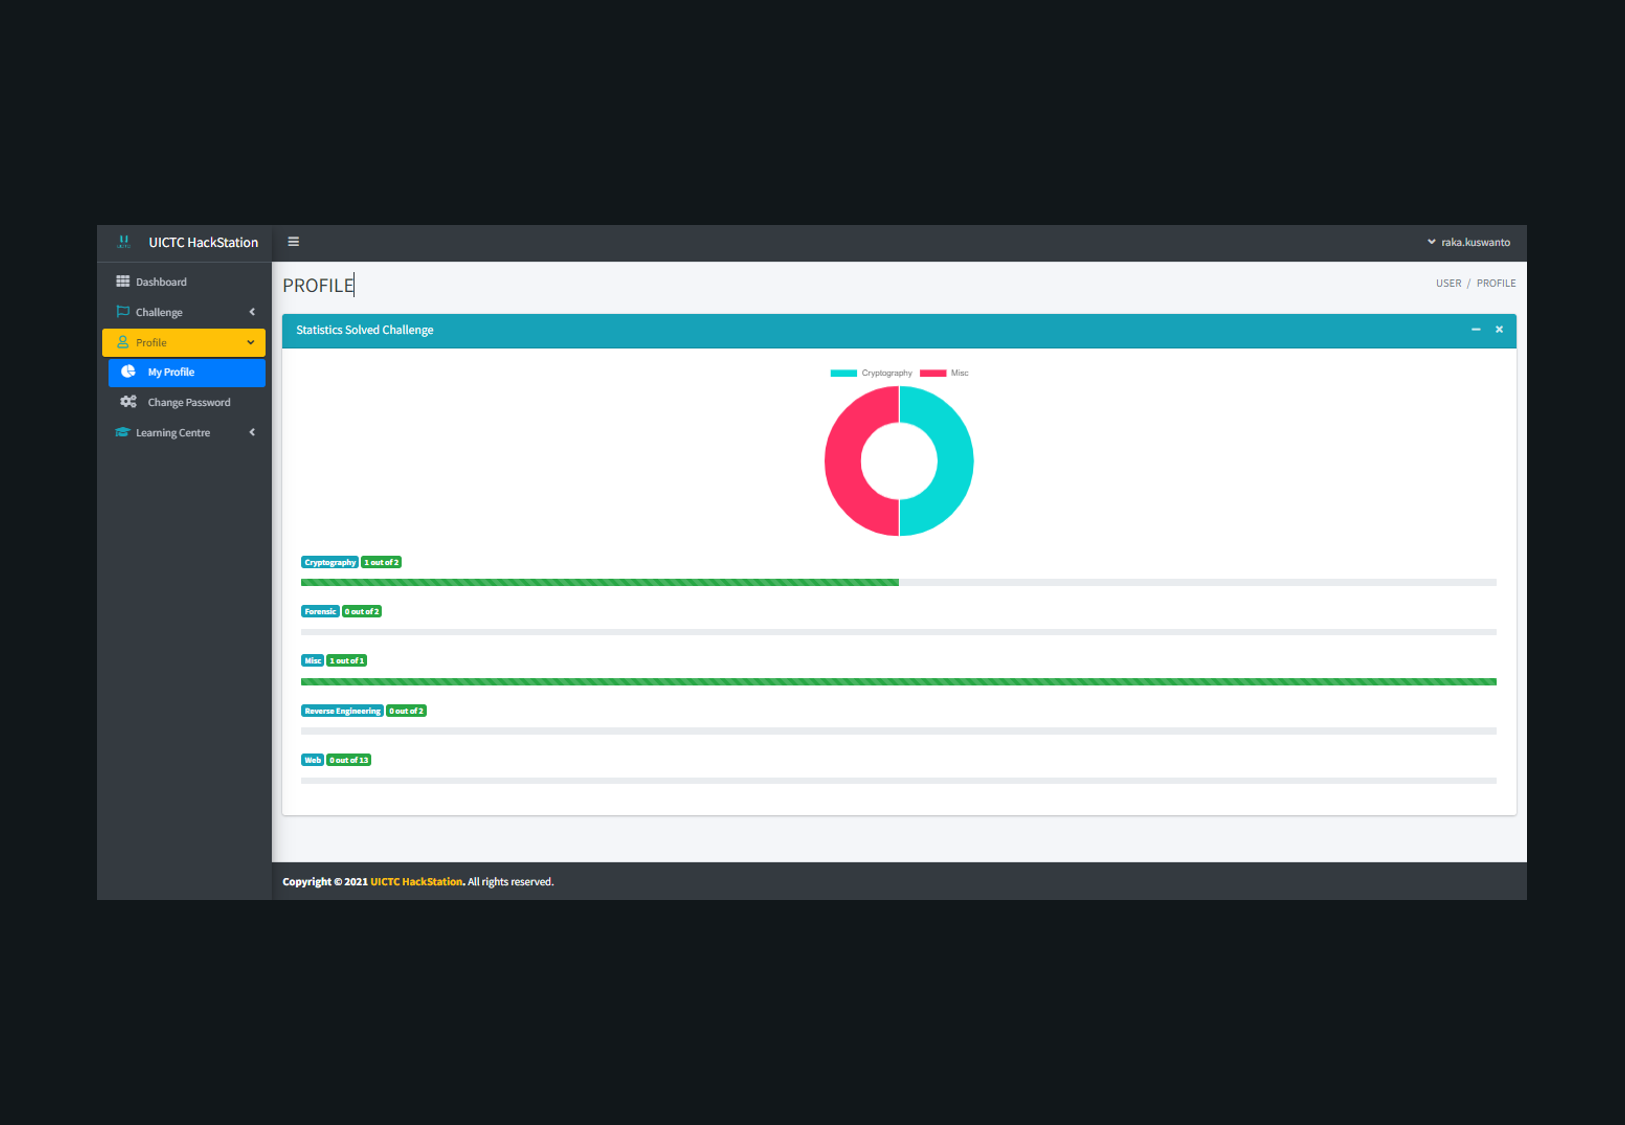 UICTC HackStation
raka.kuswanto
Dashboard
Challenge
Profile
My Profile
Change Password
Learning Centre
PROFILE
USER / PROFILE
Statistics Solved Challenge
Cryptography Misc
Cryptography 1 out of 2
Forensic 0 out of 2
Misc 1 out of 1
Reverse Engineering 0 out of 2
Web 0 out of 13
Copyright © 2021 UICTC HackStation. All rights reserved.